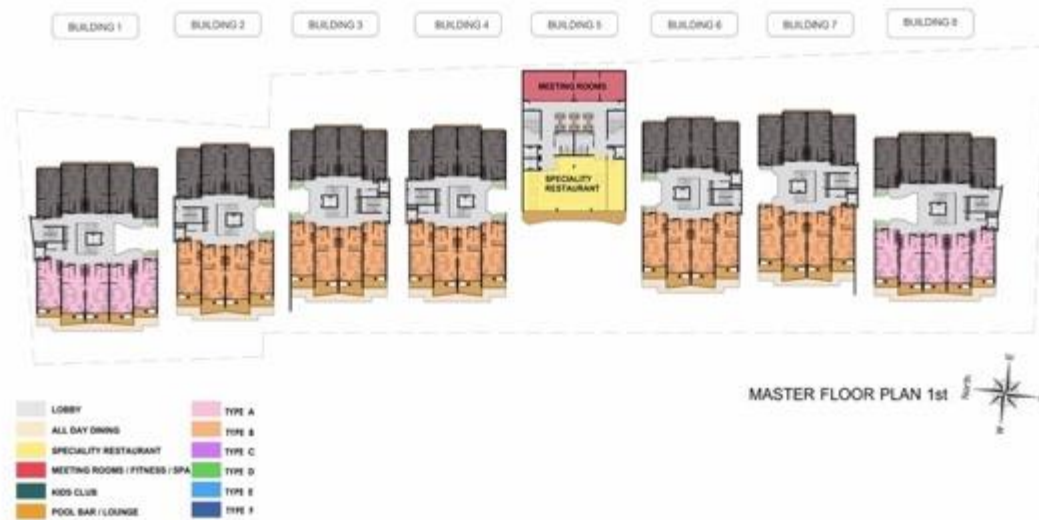 BUILDING 1
BUILDING 2
BUILDING 3
BUILDING 4
BUILDING 5
BUILDING 6
BUILDING 7
BUILDING 8
MEETING ROOMS
SPECIALITY
RESTAURANT
MASTER FLOOR PLAN 1st
North
E
W
LOBBY
ALL DAY DINING
SPECIALITY RESTAURANT
MEETING ROOMS / FITNESS / SPA
KIDS CLUB
POOL BAR / LOUNGE
TYPE A
TYPE B
TYPE C
TYPE D
TYPE E
TYPE F